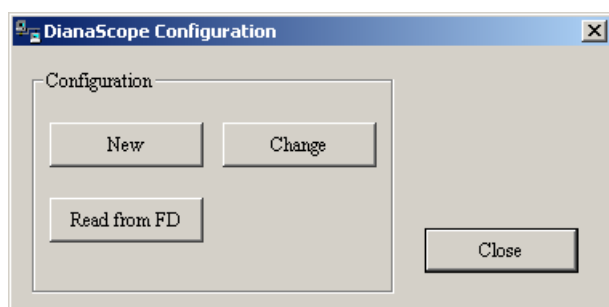 DianaScope Configuration
Configuration
New
Change
Read from FD
Close